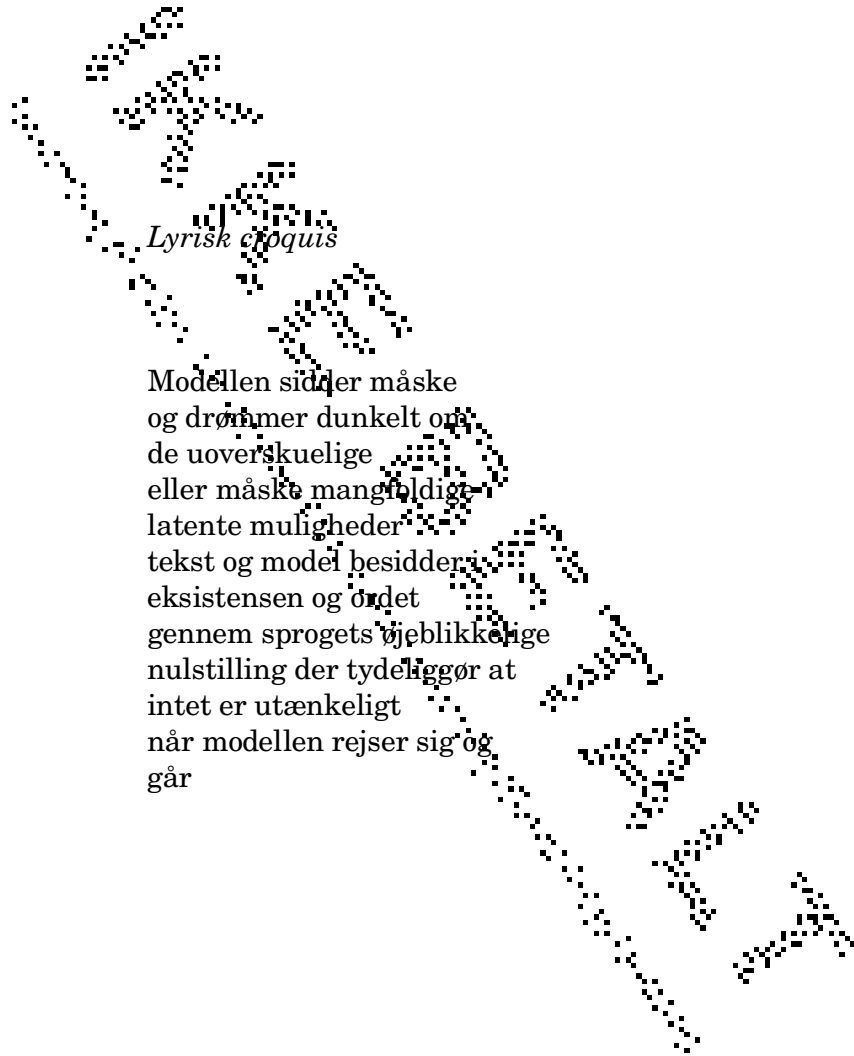 IKKE BETALT
Lyrisk croquis
Modellen sidder måske
og drømmer dunkelt om
de uoverskuelige
eller måske mangfoldige
latente muligheder
tekst og model besidder i
eksistensen og ordet
gennem sprogets øjeblikkelige
nulstilling der tydeliggør at
intet er utænkeligt
når modellen rejser sig og
går